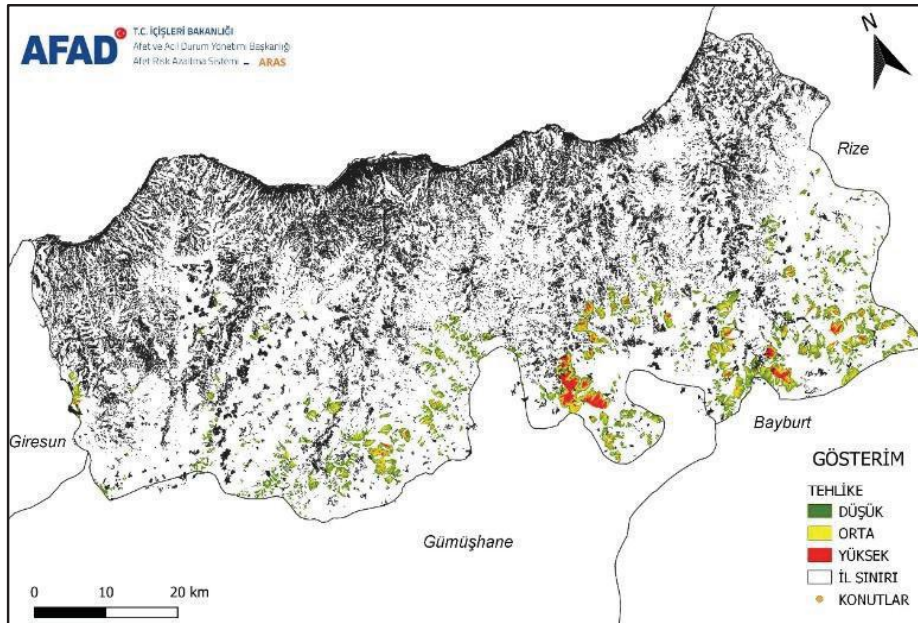 AFAD
T.C. İÇİŞLERİ BAKANLIĞI
Afet ve Acil Durum Yönetimi Başkanlığı
Afet Risk Azaltma Sistemi – ARAS
N
Rize
Giresun
Bayburt
Gümüşhane
GÖSTERİM
TEHLİKE
DÜŞÜK
ORTA
YÜKSEK
İL SINIRI
KONUTLAR
0 10 20 km